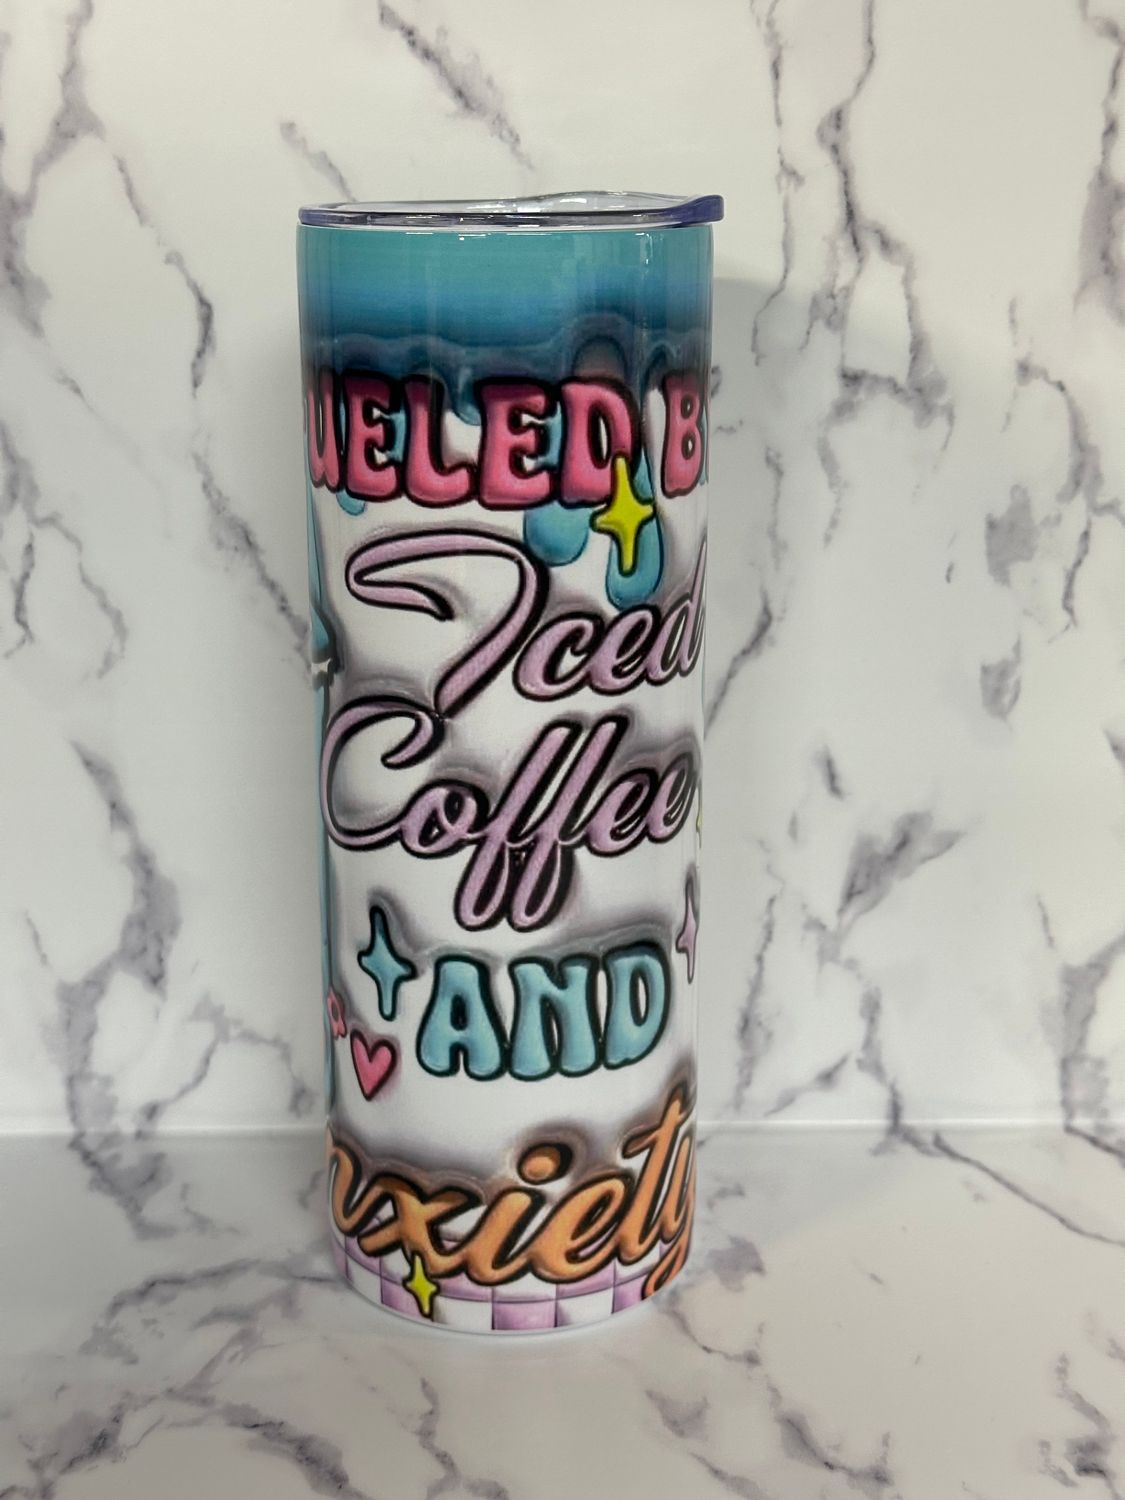 UELED B
Iced
Coffee
AND
nxiety